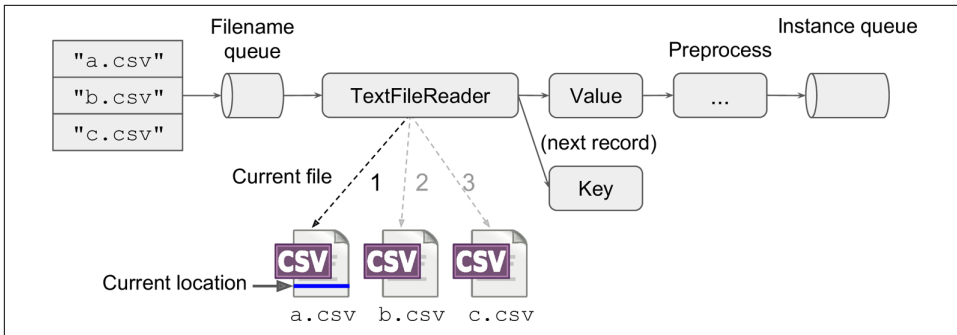 Filename
queue
Instance queue
Preprocess
"a.csv"
"b.csv"
"c.csv"
TextFileReader
Value
...
(next record)
Key
Current file
1
2
3
CSV
CSV
CSV
Current location
a.csv
b.csv
c.csv